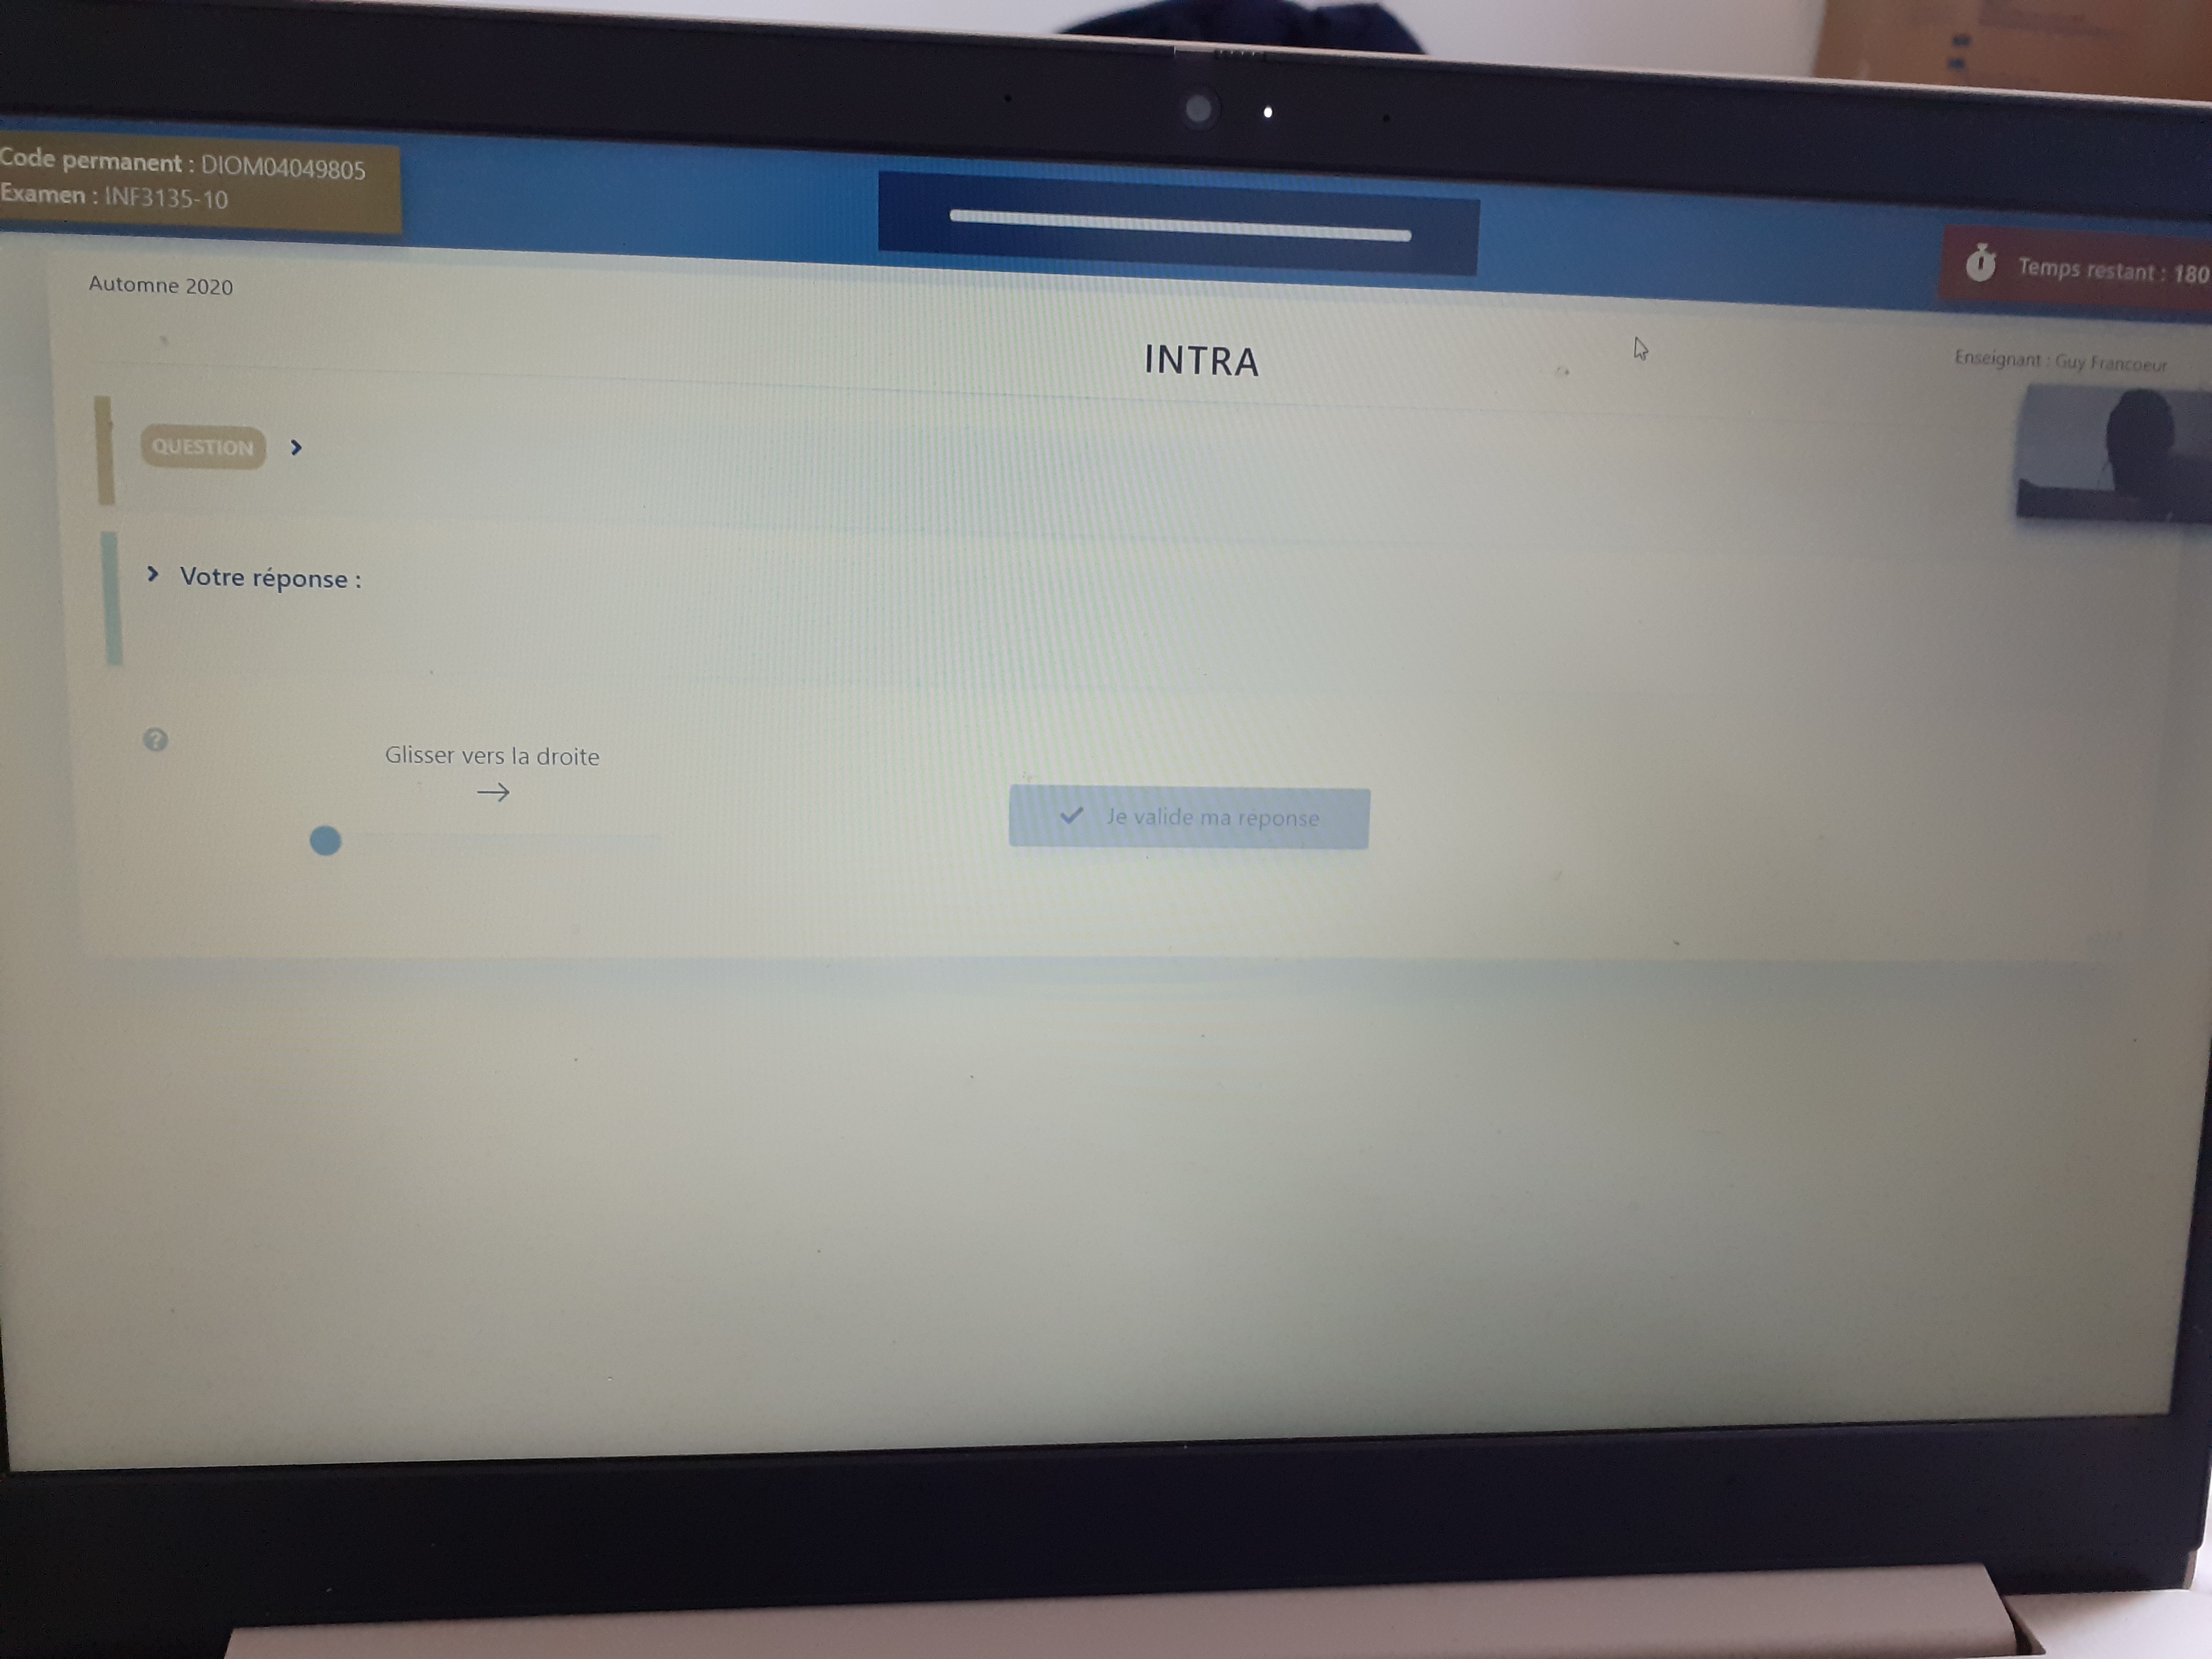 Code permanent : DIOM04049805
Examen : INF3135-10
Temps restant : 180
Automne 2020
INTRA
Enseignant : Guy Francoeur
QUESTION
Votre réponse :
?
Glisser vers la droite
Je valide ma réponse